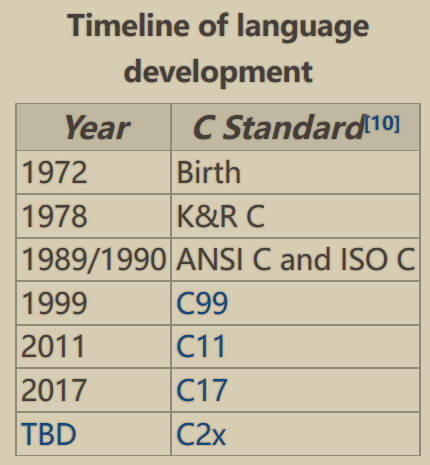 Timeline of language
development
Year C Standard[10]
1972 Birth
1978 K&R C
1989/1990 ANSI C and ISO C
1999 C99
2011 C11
2017 C17
TBD C2x